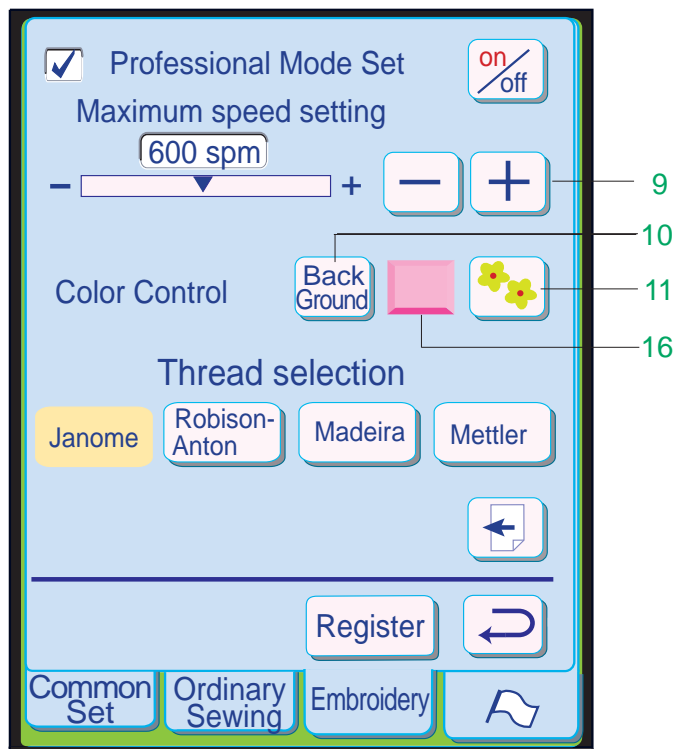 Professional Mode Set
on
off
Maximum speed setting
600 sppm
- +
- +
9
10
Color Control
Back
Ground
11
16
Thread selection
Janome
Robison-
Anton
Madeira
Mettler
Register
Common
Set
Ordinary
Sewing
Embroidery